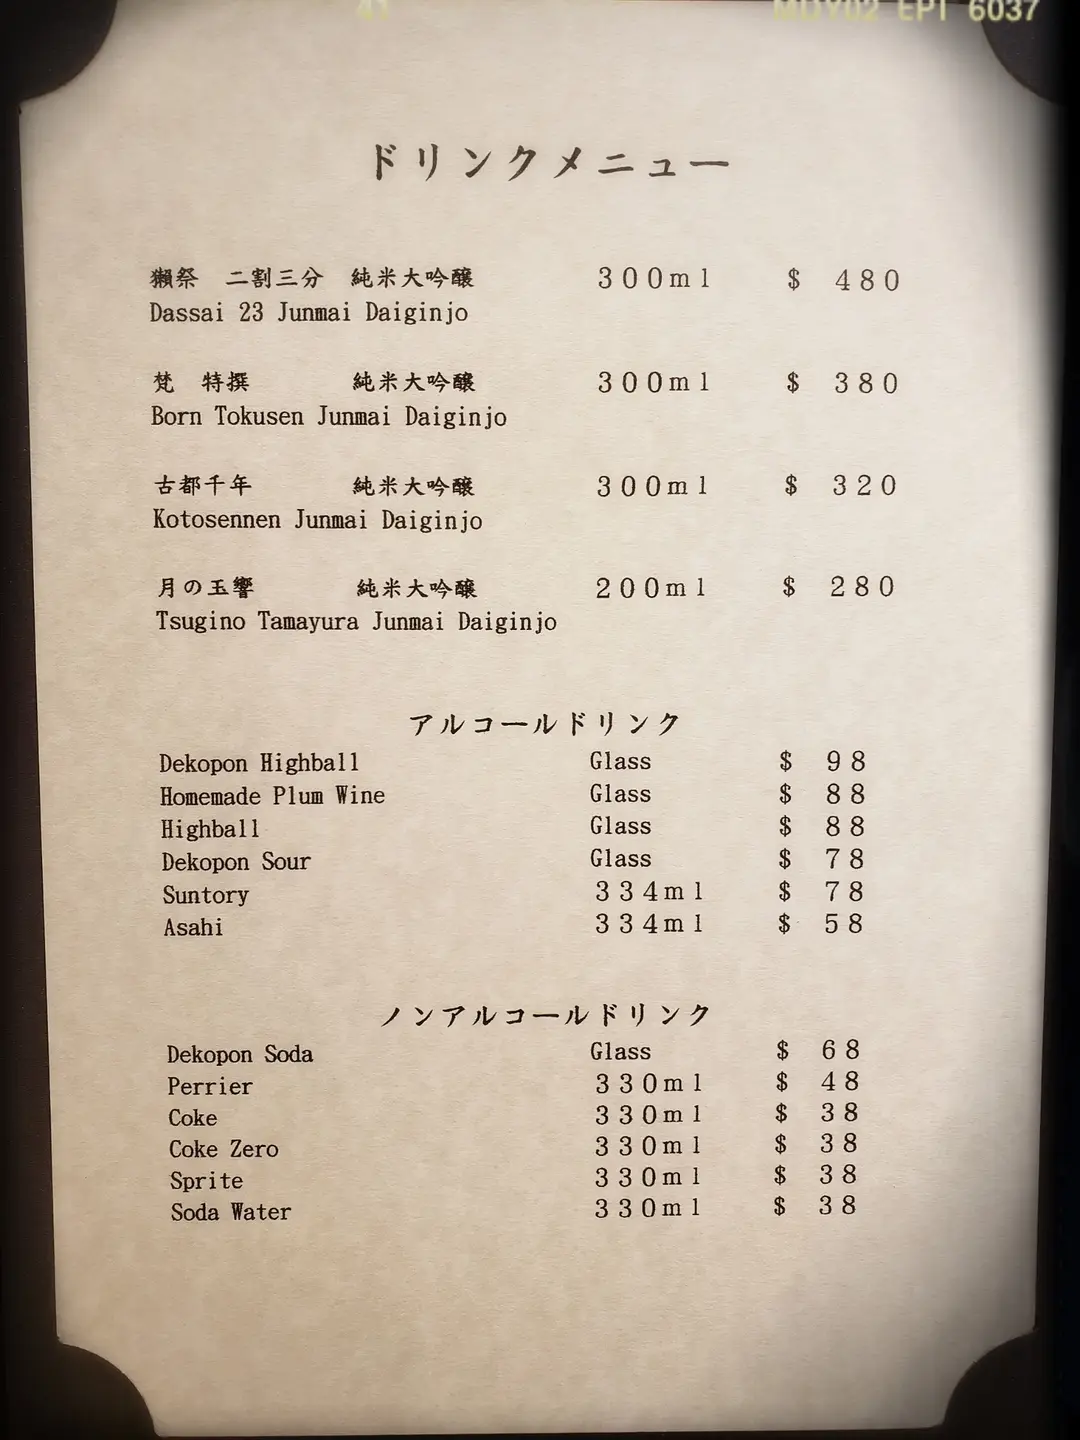 41
EPT 6037
ドリンクメニュー
獺祭　二割三分　純米大吟醸　300ml　$ 480
Dassai 23 Junmai Daiginjo
梵　特撰　純米大吟醸　300ml　$ 380
Born Tokusen Junmai Daiginjo
古都千年　純米大吟醸　300ml　$ 320
Kotosennen Junmai Daiginjo
月の玉響　純米大吟醸　200ml　$ 280
Tsugino Tamayura Junmai Daiginjo
アルコールドリンク
Dekopon Highball Glass $ 98
Homemade Plum Wine Glass $ 88
Highball Glass $ 88
Dekopon Sour Glass $ 78
Suntory 334ml $ 78
Asahi 334ml $ 58
ノンアルコールドリンク
Dekopon Soda Glass $ 68
Perrier 330ml $ 48
Coke 330ml $ 38
Coke Zero 330ml $ 38
Sprite 330ml $ 38
Soda Water 330ml $ 38